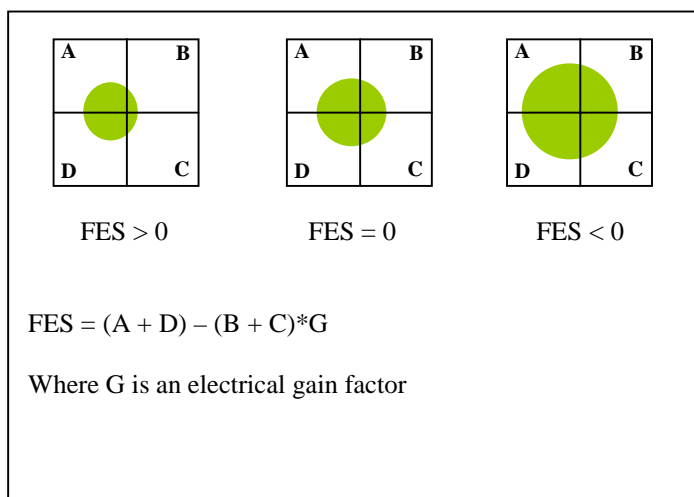 A B A B A B
D C D C D C
FES > 0 FES = 0 FES < 0
FES = (A + D) – (B + C)*G
Where G is an electrical gain factor